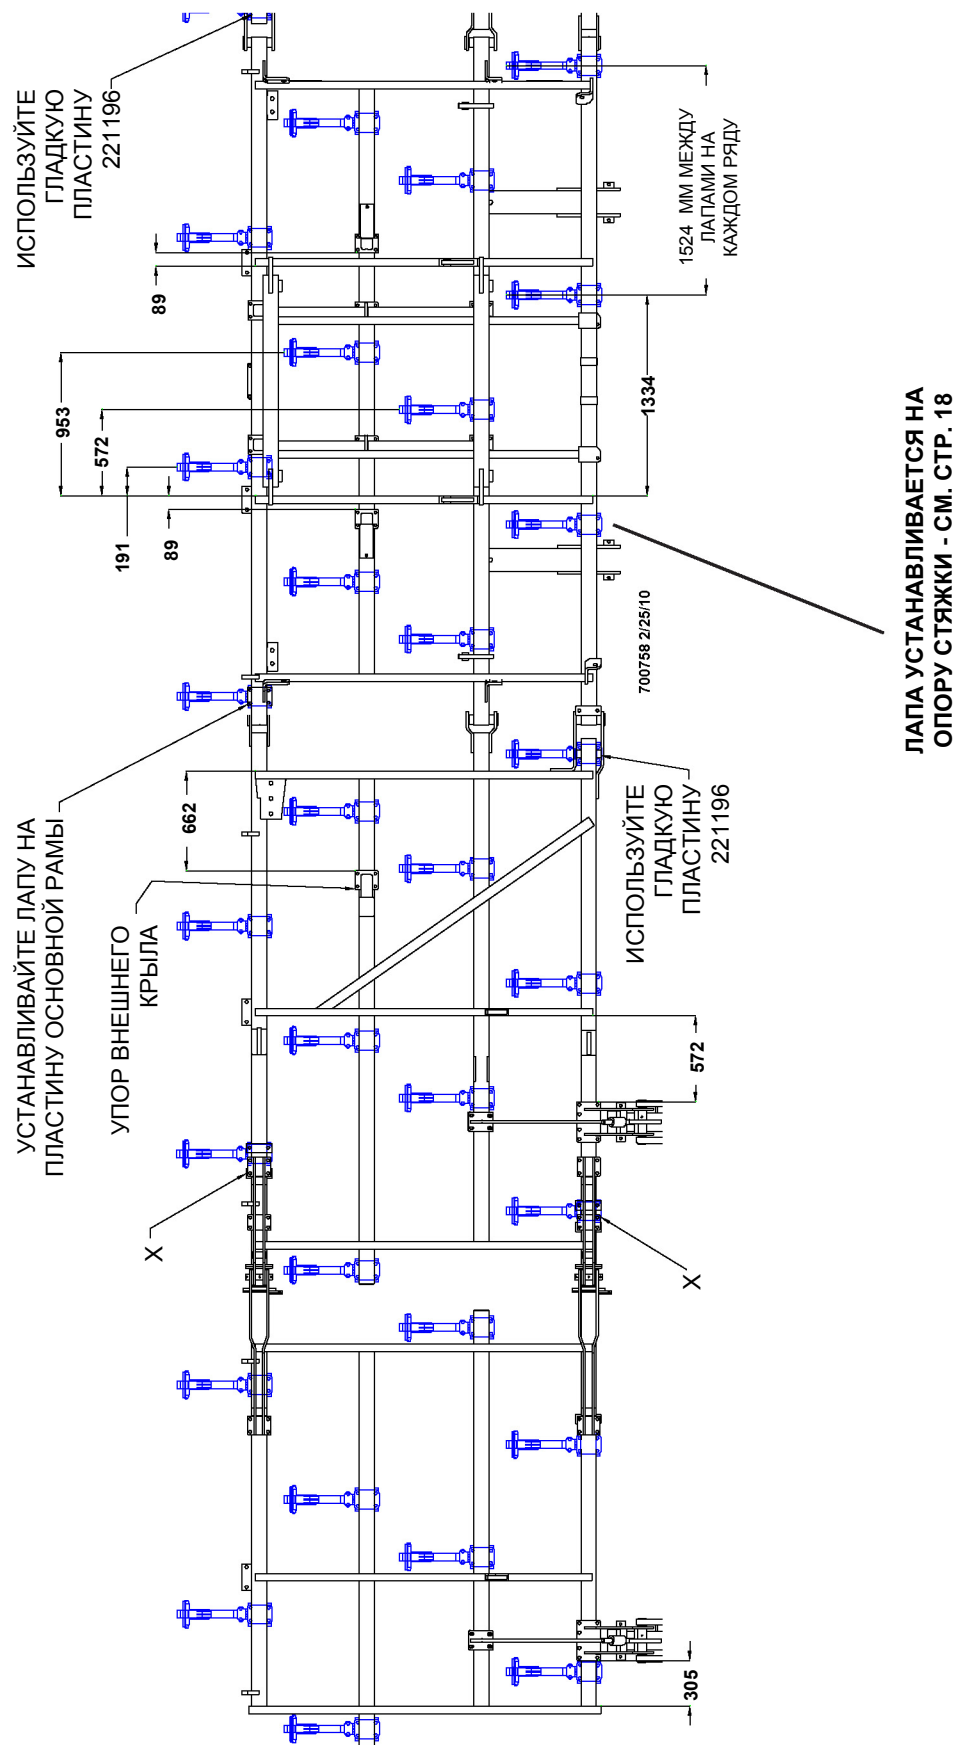 ИСПОЛЬЗУЙТЕ
ГЛАДКУЮ
ПЛАСТИНУ
221196
89
953
572
191
89
1524 ММ МЕЖДУ
ЛАПАМИ НА
КАЖДОМ РЯДУ
1334
ЛАПА УСТАНАВЛИВАЕТСЯ НА
ОПОРУ СТЯЖКИ - СМ. СТР. 18
700758 2/25/10
УСТАНАВЛИВАЙТЕ ЛАПУ НА
ПЛАСТИНУ ОСНОВНОЙ РАМЫ
662
УПОР ВНЕШНЕГО
КРЫЛА
ИСПОЛЬЗУЙТЕ
ГЛАДКУЮ
ПЛАСТИНУ
221196
572
X
X
305